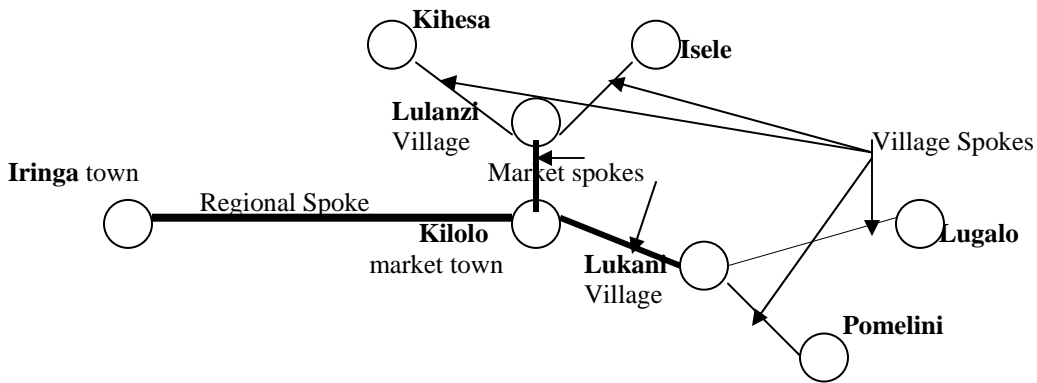 Kihesa
Isele
Lulanzi
Village
Village Spokes
Iringa town
Market spokes
Regional Spoke
Kilolo
market town
Lukani
Village
Lugalo
Pomelini